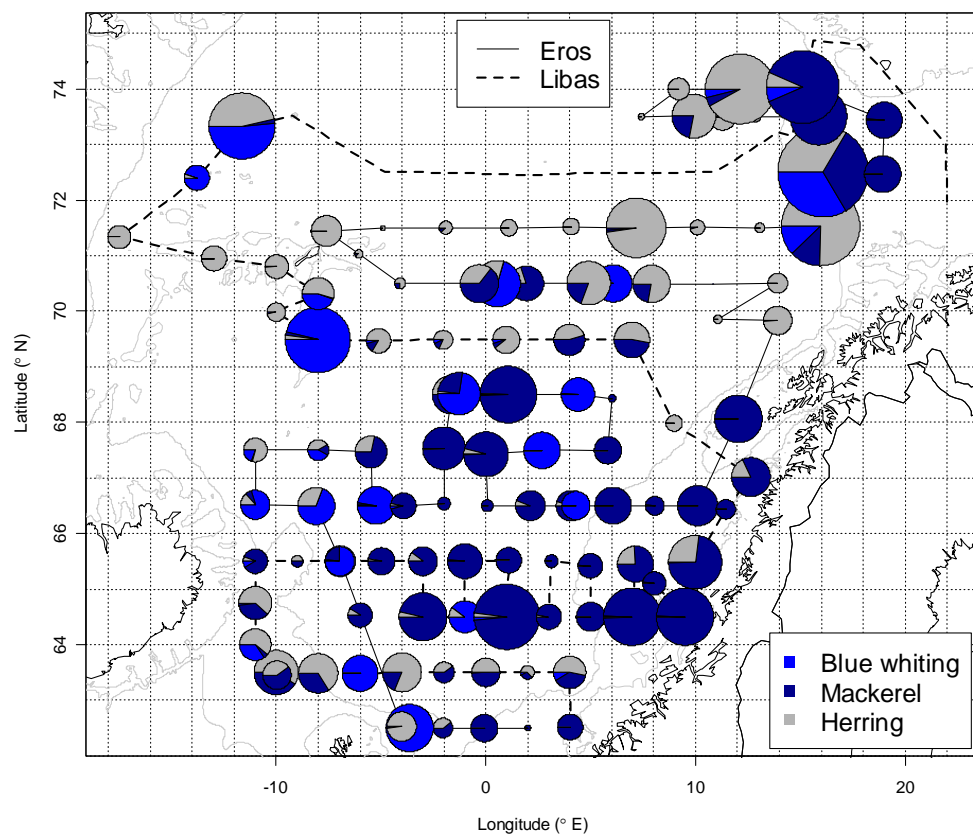 Eros
Libas
74
72
70
68
66
64
Latitude (° N)
Blue whiting
Mackerel
Herring
-10
0
10
20
Longitude (° E)